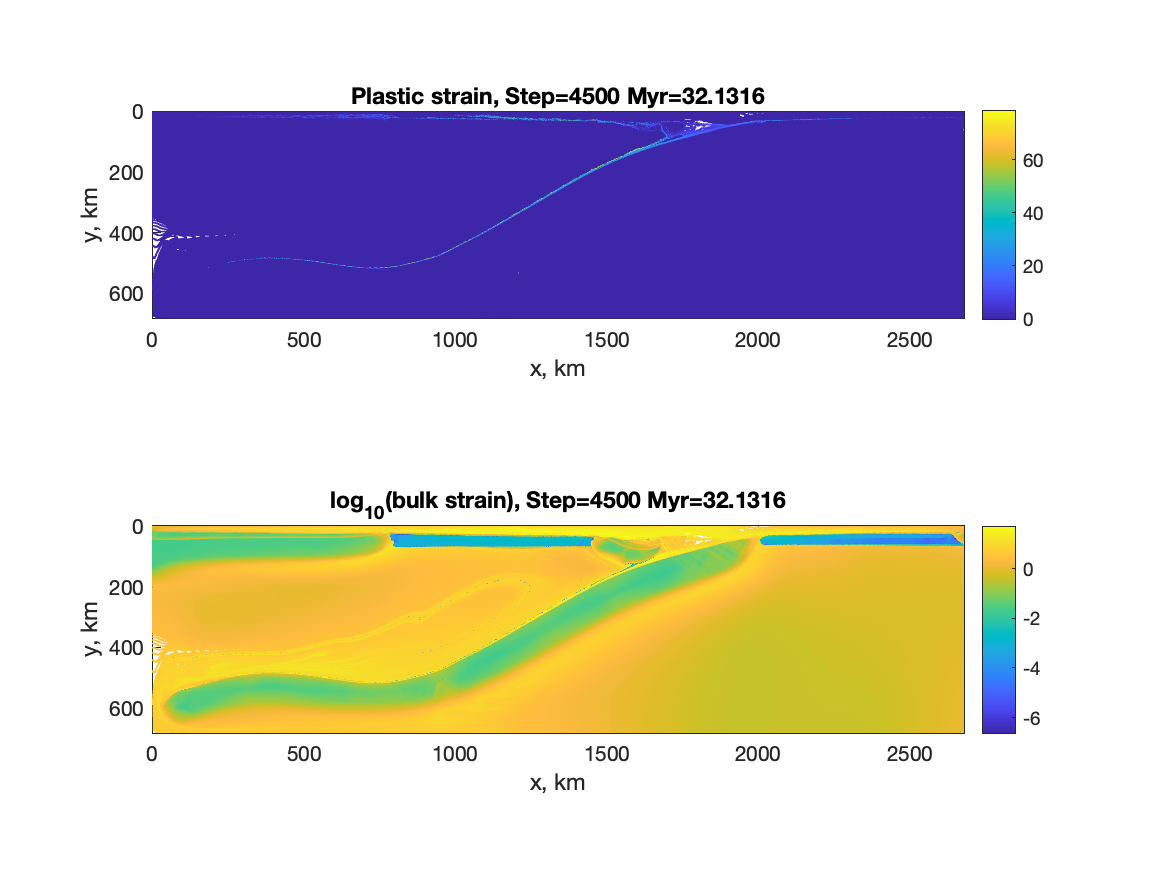 Plastic strain, Step=4500 Myr=32.1316
0
200
400
600
y, km
0 500 1000 1500 2000 2500
x, km
60
40
20
0
log10(bulk strain), Step=4500 Myr=32.1316
0
200
400
600
y, km
0 500 1000 1500 2000 2500
x, km
0
-2
-4
-6